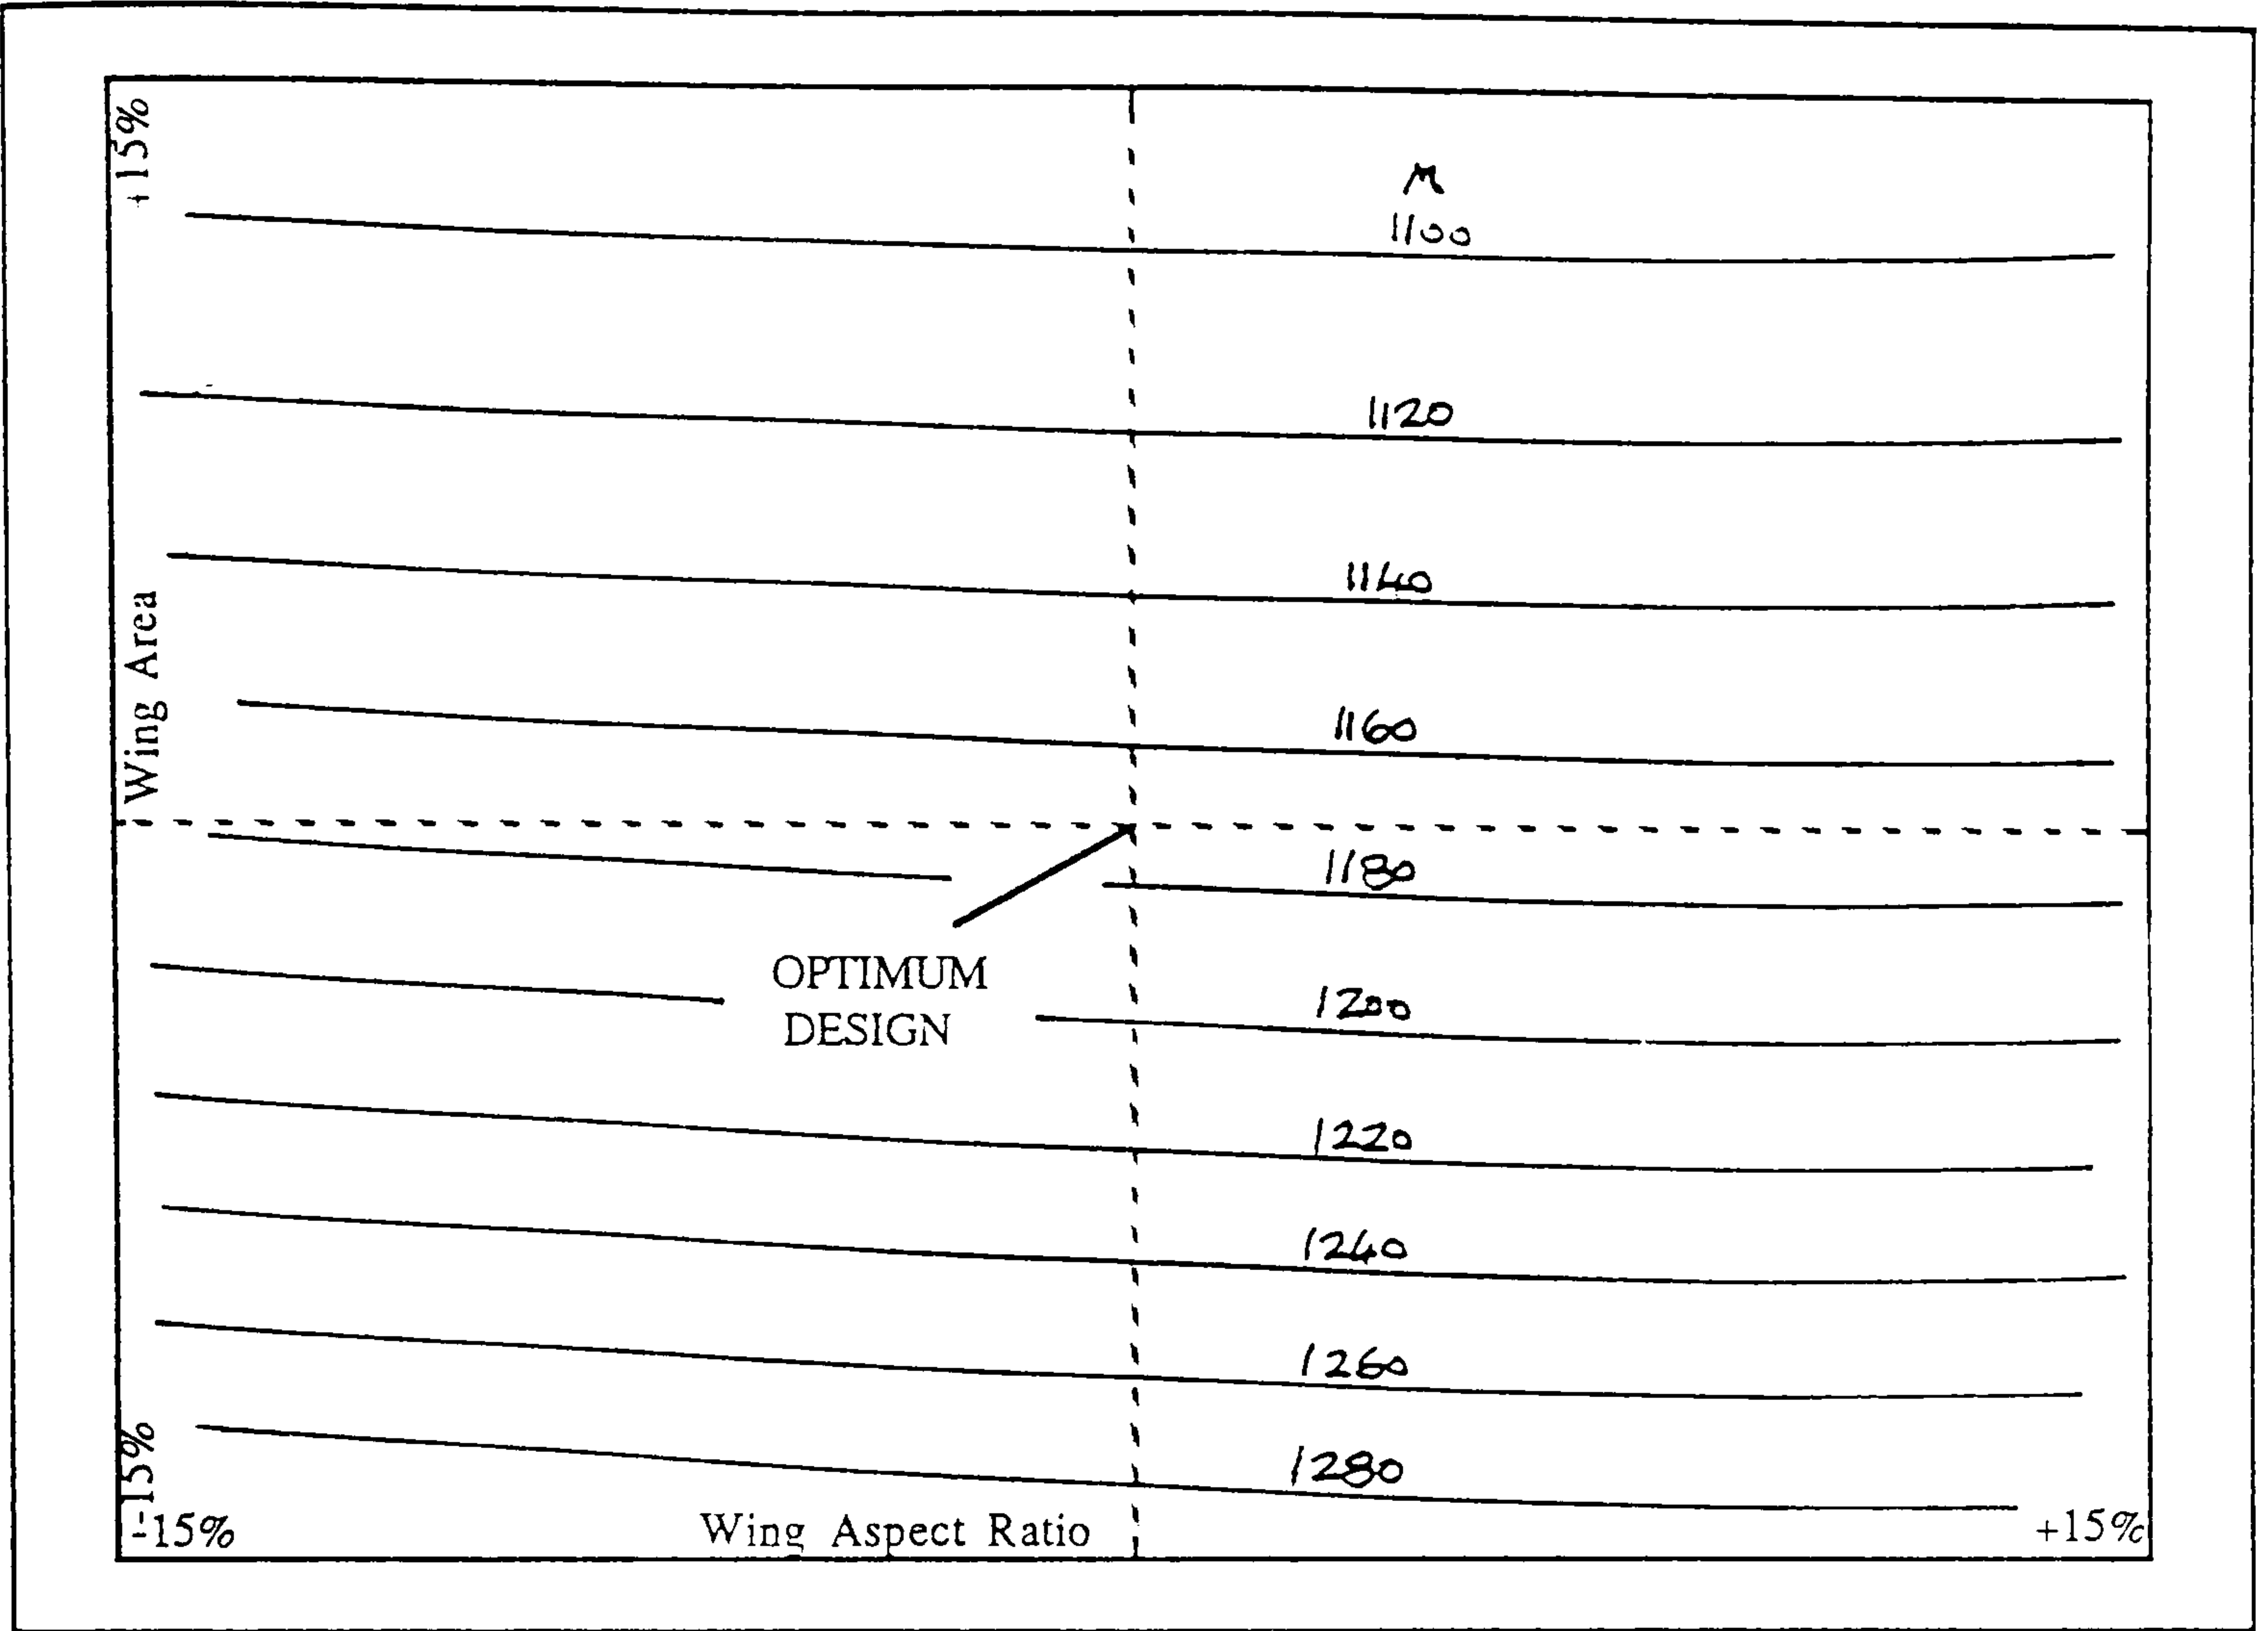 +15%
M
1100
1120
1140
Wing Area
1160
1180
OPTIMUM
DESIGN
1200
1220
1240
1260
1280
-15%
-15%
Wing Aspect Ratio
+15%